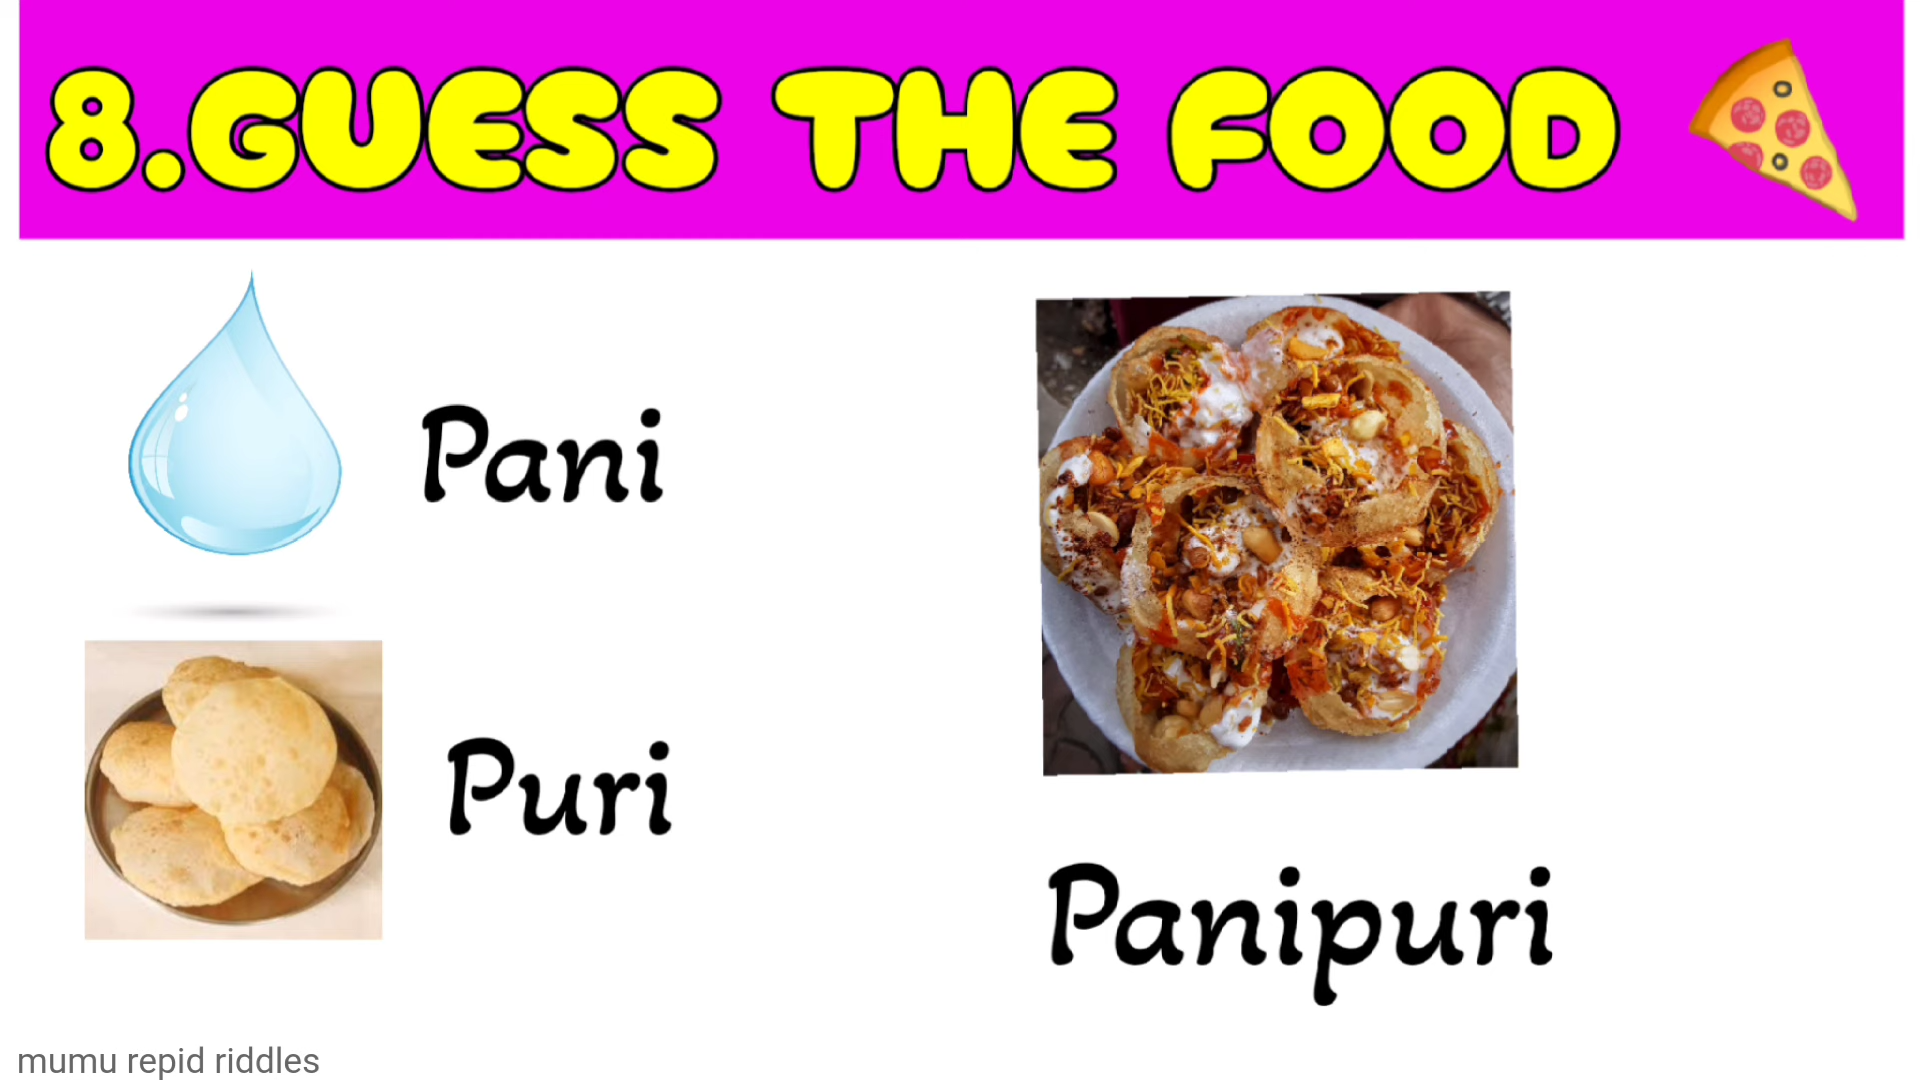 8.GUESS THE FOOD
Pani
Puri
Panipuri
mumu repid riddles